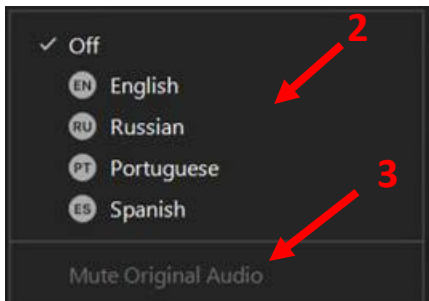 2
Off
EN English
RU Russian
PT Portuguese
3
ES Spanish
Mute Original Audio